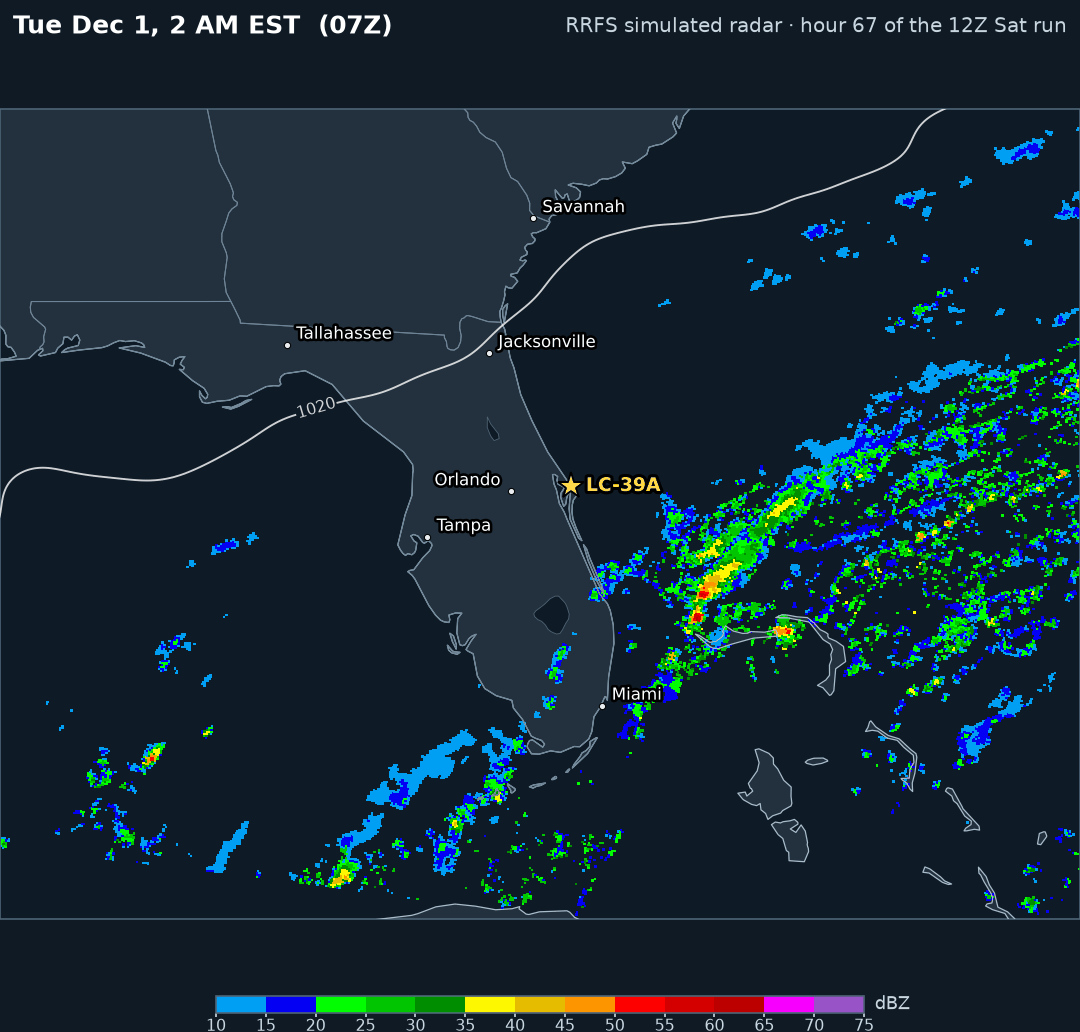 Tue Dec 1, 2 AM EST (07Z)
RRFS simulated radar · hour 67 of the 12Z Sat run
Savannah
Tallahassee
Jacksonville
1020
Orlando
LC-39A
Tampa
Miami
dBZ
10 15 20 25 30 35 40 45 50 55 60 65 70 75